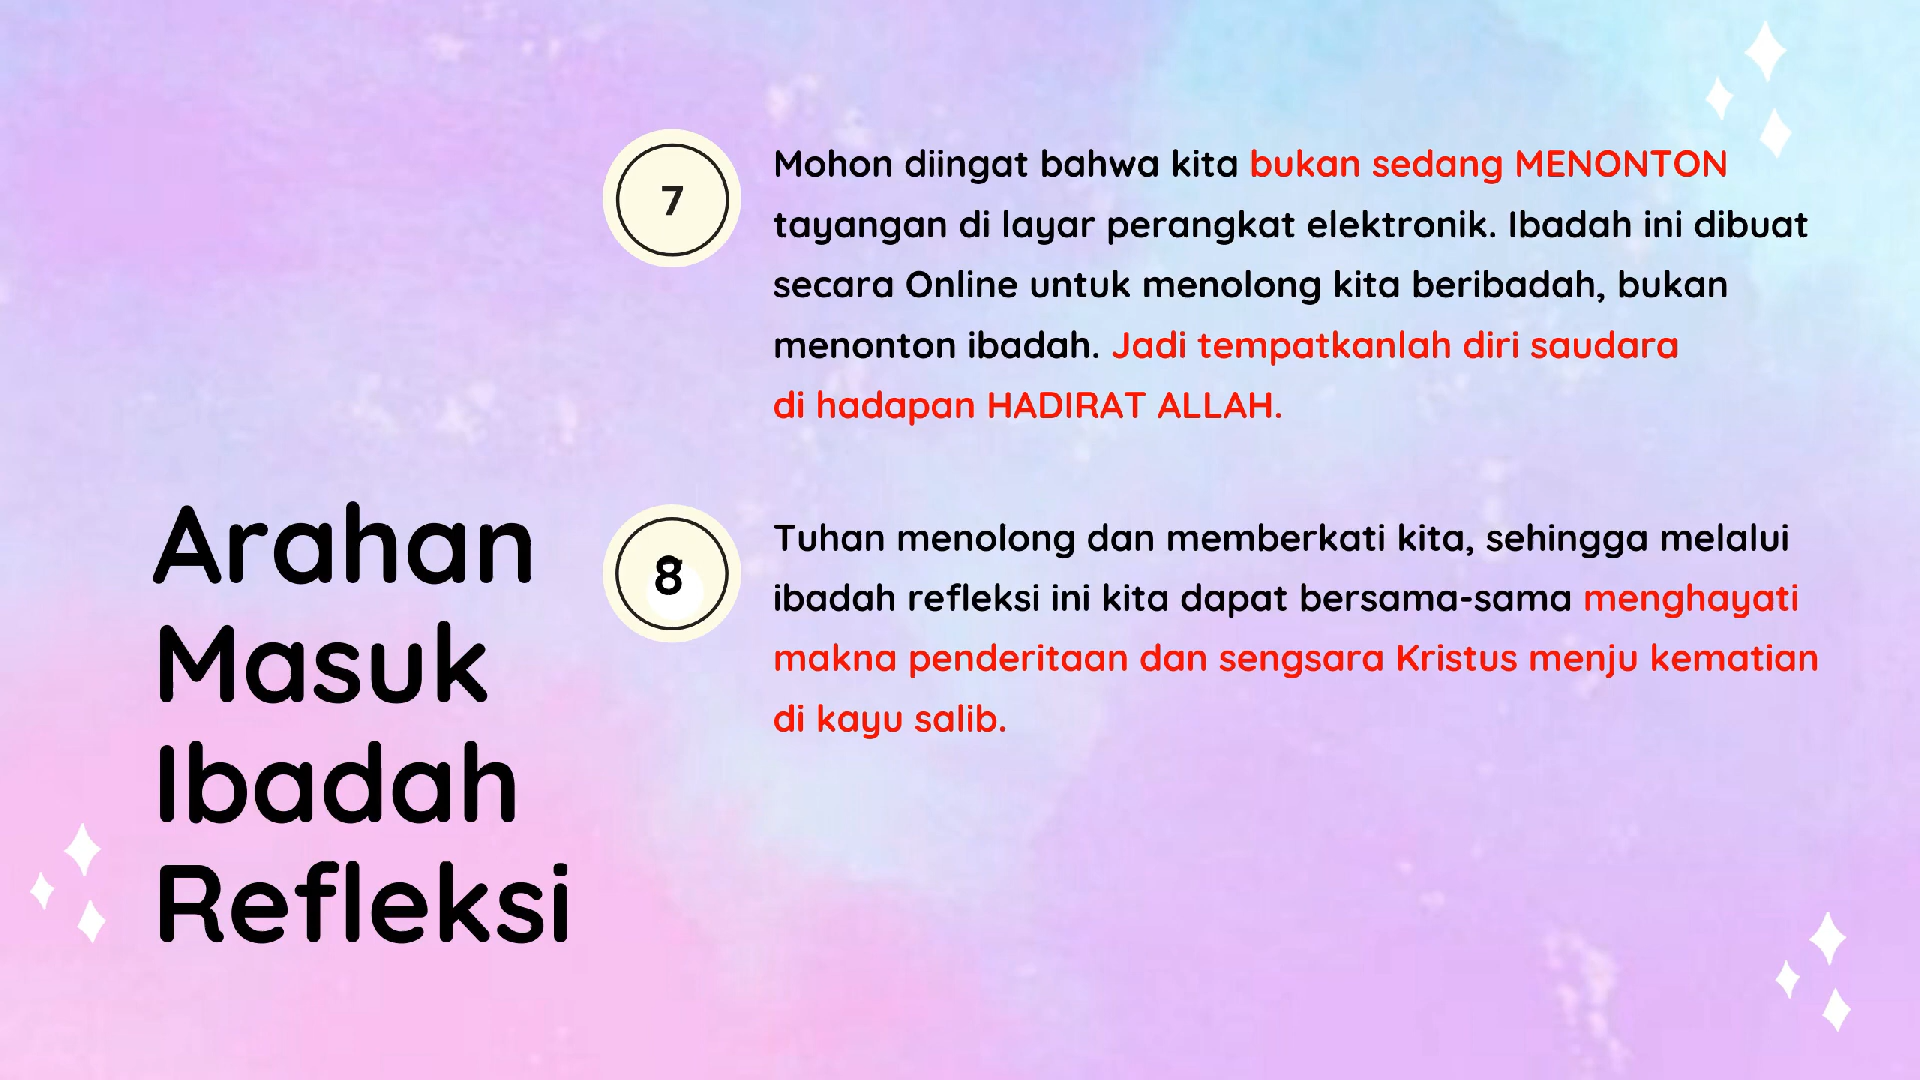 Arahan
Masuk
Ibadah
Refleksi
7
Mohon diingat bahwa kita bukan sedang MENONTON
tayangan di layar perangkat elektronik. Ibadah ini dibuat
secara Online untuk menolong kita beribadah, bukan
menonton ibadah. Jadi tempatkanlah diri saudara
di hadapan HADIRAT ALLAH.
8
Tuhan menolong dan memberkati kita, sehingga melalui
ibadah refleksi ini kita dapat bersama-sama menghayati
makna penderitaan dan sengsara Kristus menju kematian
di kayu salib.